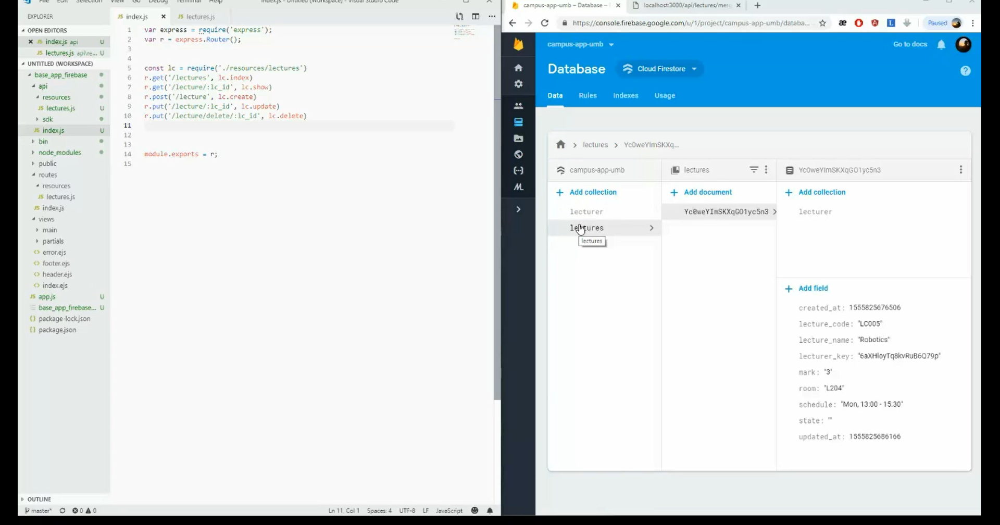 File Edit Selection View Go Debug Terminal Help
index.js - Untitled (Workspace) - Visual Studio Code
EXPLORER
OPEN EDITORS
index.js api U
lectures.js api\re... U
UNTITLED (WORKSPACE)
base_app_firebase
api
resources
lectures.js U
sdk
index.js U
bin
node_modules
public
routes
resources
lectures.js
index.js
views
main
partials
error.ejs
footer.ejs
header.ejs
index.ejs
app.js U
base_app_firebase... U
package-lock.json
package.json
OUTLINE
index.js
lectures.js
1 var express = require('express');
2 var r = express.Router();
3
4
5 const lc = require('./resources/lectures')
6 r.get('/lectures', lc.index)
7 r.get('/lecture/:lc_id', lc.show)
8 r.post('/lecture', lc.create)
9 r.put('/lecture/:lc_id', lc.update)
10 r.put('/lecture/delete/:lc_id', lc.delete)
11
12
13
14 module.exports = r;
15
master* 0 0
Ln 11, Col 1 Spaces: 4 UTF-8 LF JavaScript
campus-app-umb – Database –
localhost:3000/api/lectures/mer
https://console.firebase.google.com/u/1/project/campus-app-umb/databa...
Paused
campus-app-umb
Go to docs
Database
Cloud Firestore
Data Rules Indexes Usage
lectures
Yc0weYImSKXq...
campus-app-umb
lectures
Yc0weYImSKXqGO1yc5n3
Add collection
Add document
Add collection
lecturer
Yc0weYImSKXqGO1yc5n3
lecturer
lectures
lectures
Add field
created_at: 1555825676506
lecture_code: "LC005"
lecture_name: "Robotics"
lecturer_key: "6aXHloyTq8kvRuB6Q79p"
mark: "3"
room: "L204"
schedule: "Mon, 13:00 - 15:30"
state: ""
updated_at: 1555825686166